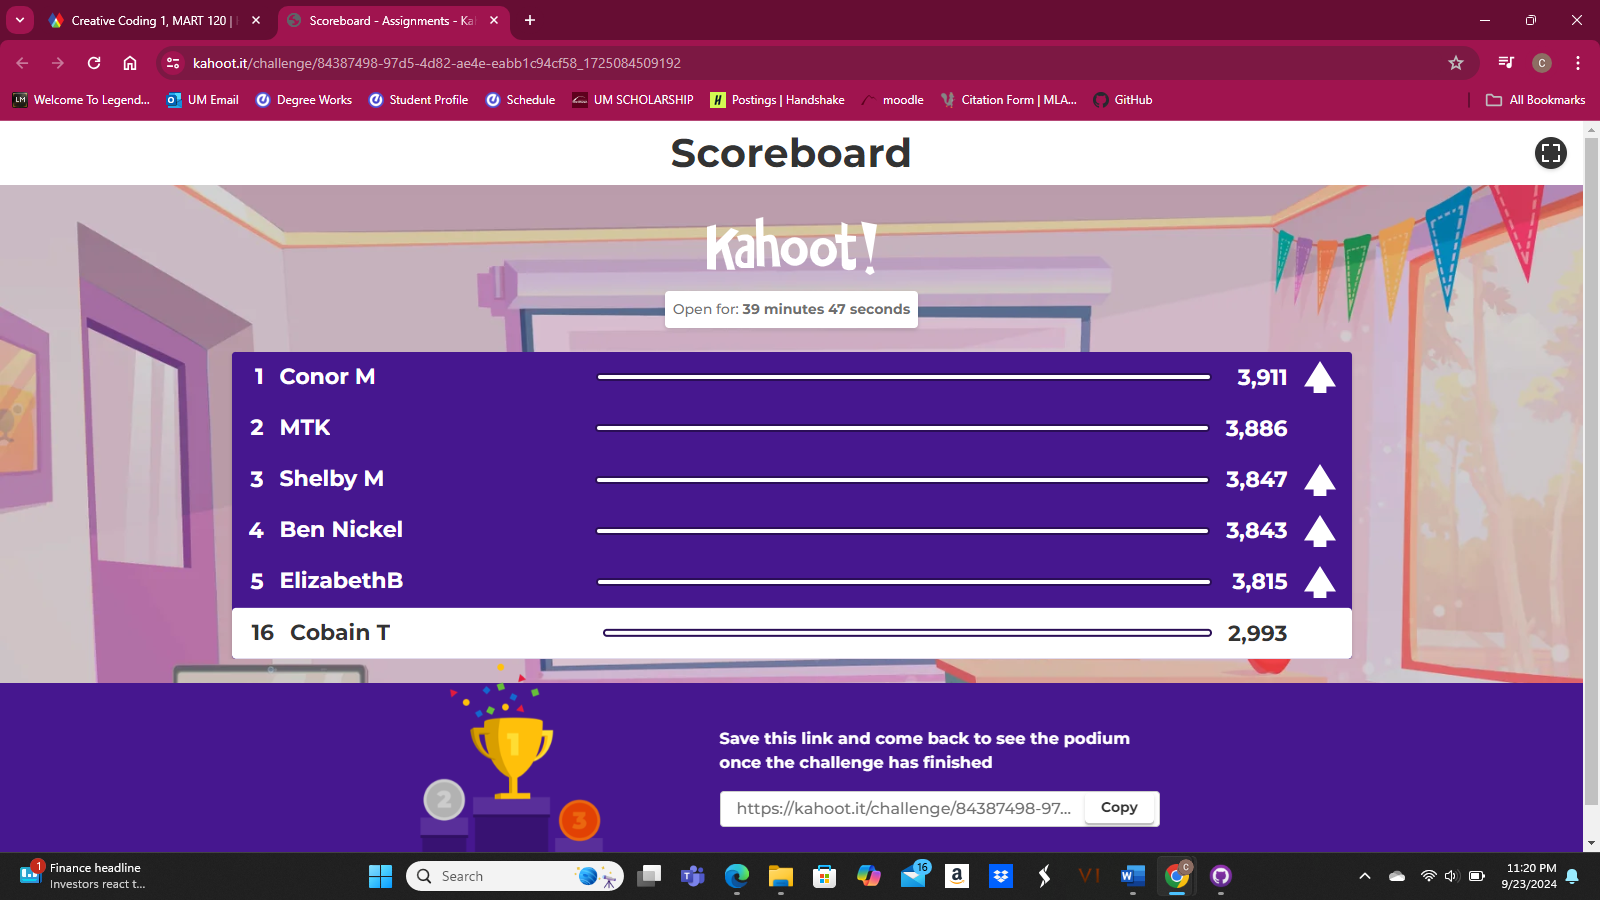 Creative Coding 1, MART 120 |
Scoreboard - Assignments - Ka
kahoot.it/challenge/84387498-97d5-4d82-ae4e-eabb1c94cf58_1725084509192
C
LM Welcome To Legend... UM Email Degree Works Student Profile Schedule UM SCHOLARSHIP Postings | Handshake moodle Citation Form | MLA... GitHub All Bookmarks
Scoreboard
Kahoot!
Open for: 39 minutes 47 seconds
1 Conor M 3,911
2 MTK 3,886
3 Shelby M 3,847
4 Ben Nickel 3,843
5 ElizabethB 3,815
16 Cobain T 2,993
1
2
3
Save this link and come back to see the podium
once the challenge has finished
https://kahoot.it/challenge/84387498-97... Copy
1 Finance headline
Investors react t...
Search
16
11:20 PM
9/23/2024